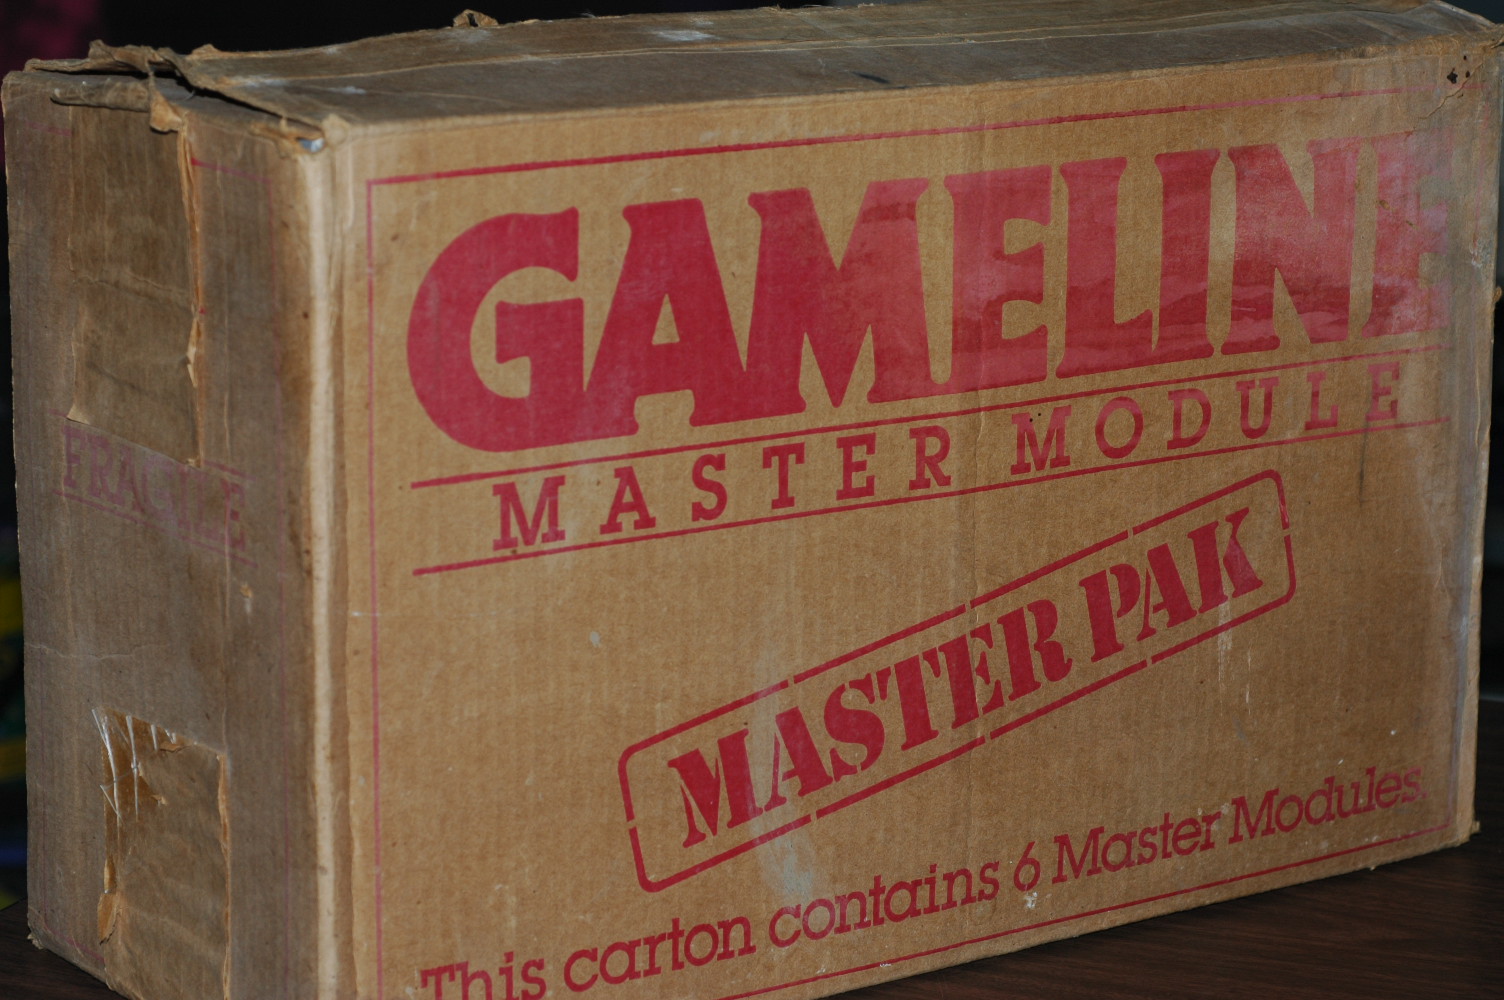 FRAGILE
GAMELINE
MASTER MODULE
MASTER PAK
This carton contains 6 Master Modules.